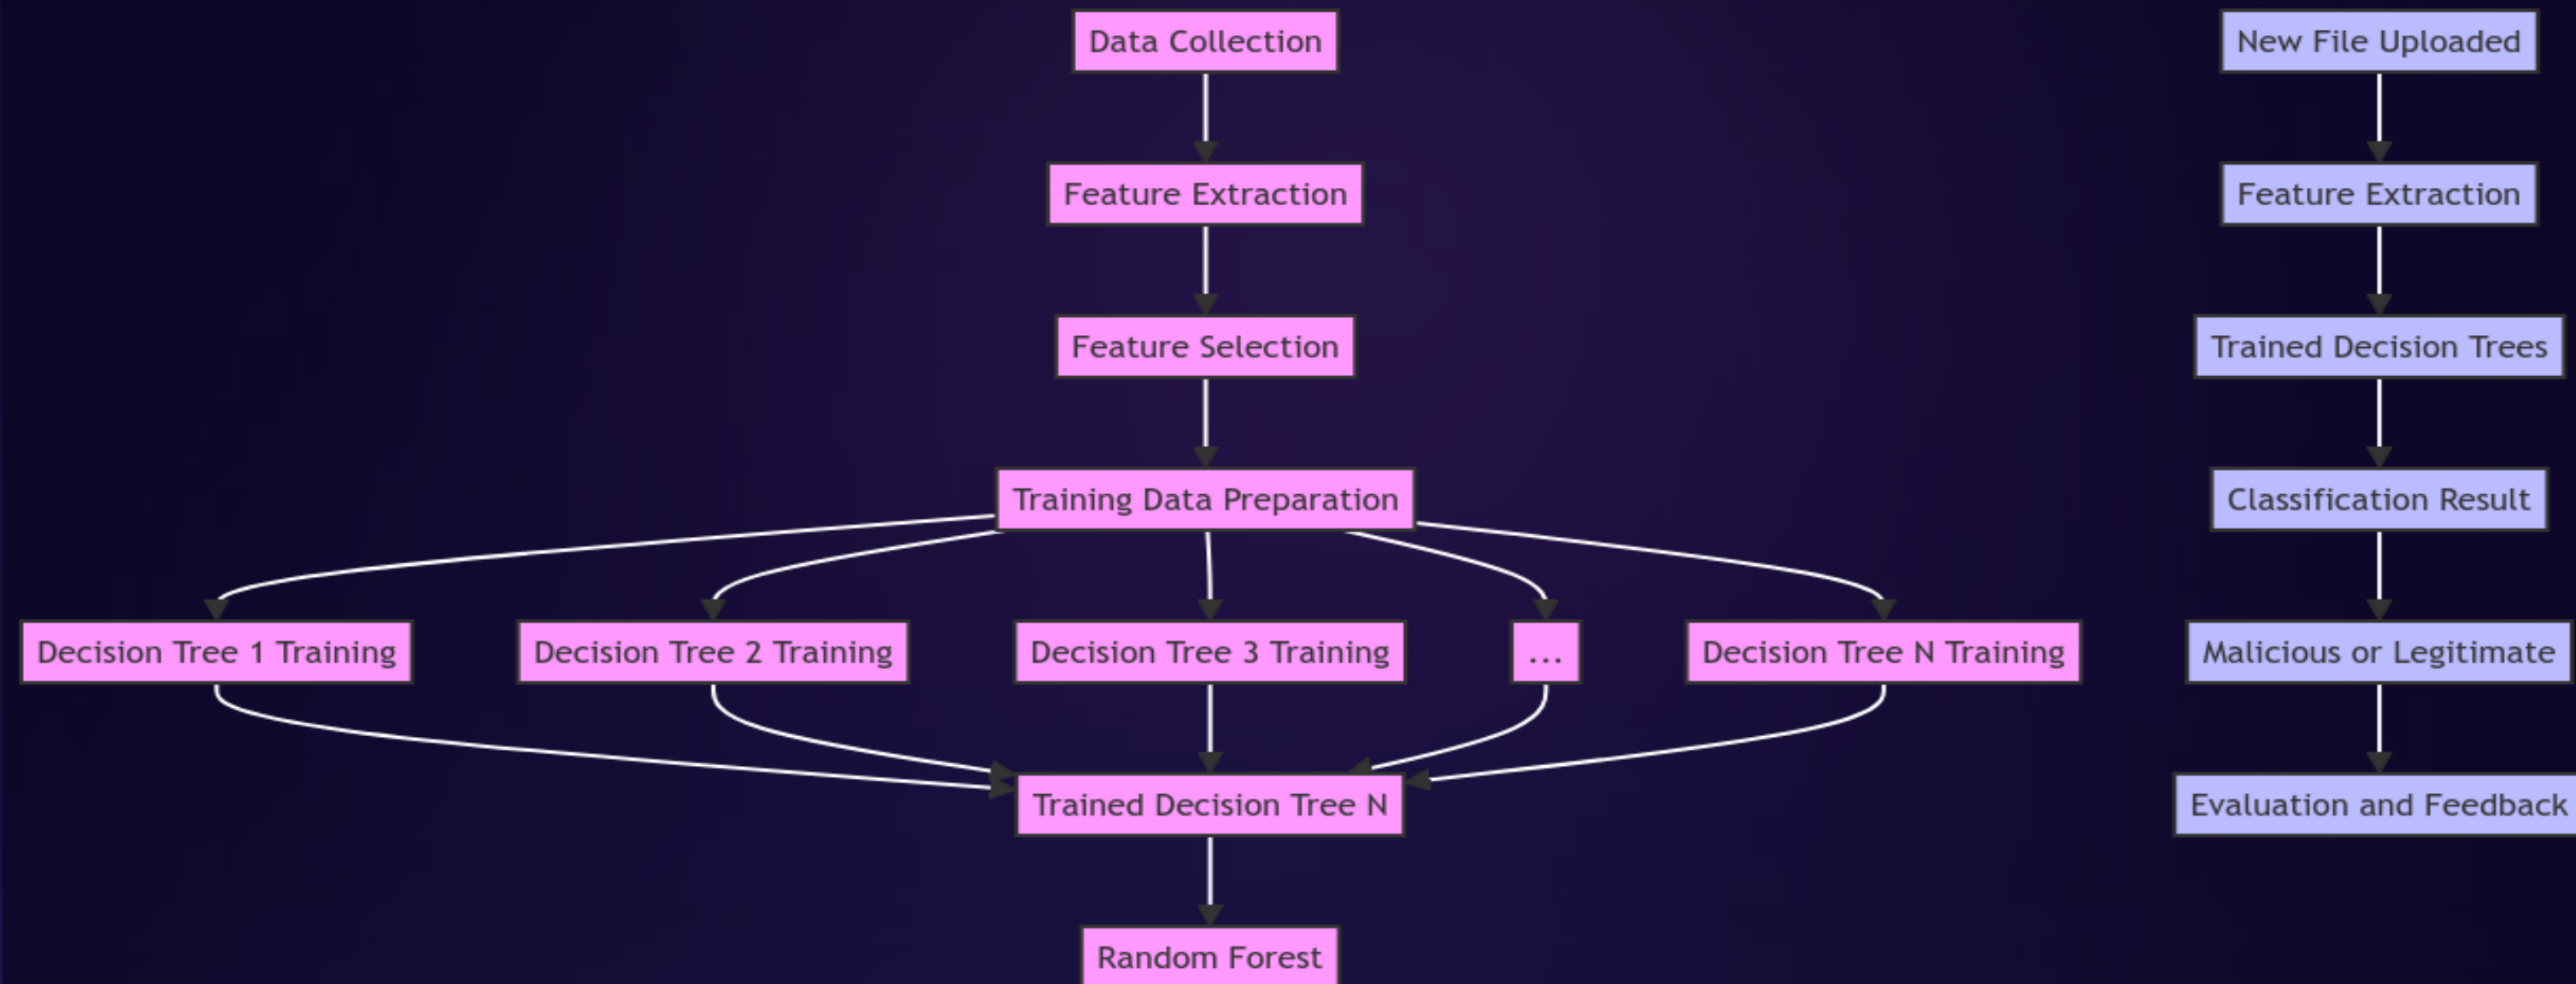 Data Collection
New File Uploaded
Feature Extraction
Feature Extraction
Feature Selection
Trained Decision Trees
Training Data Preparation
Classification Result
Decision Tree 1 Training
Decision Tree 2 Training
Decision Tree 3 Training
...
Decision Tree N Training
Malicious or Legitimate
Trained Decision Tree N
Evaluation and Feedback
Random Forest